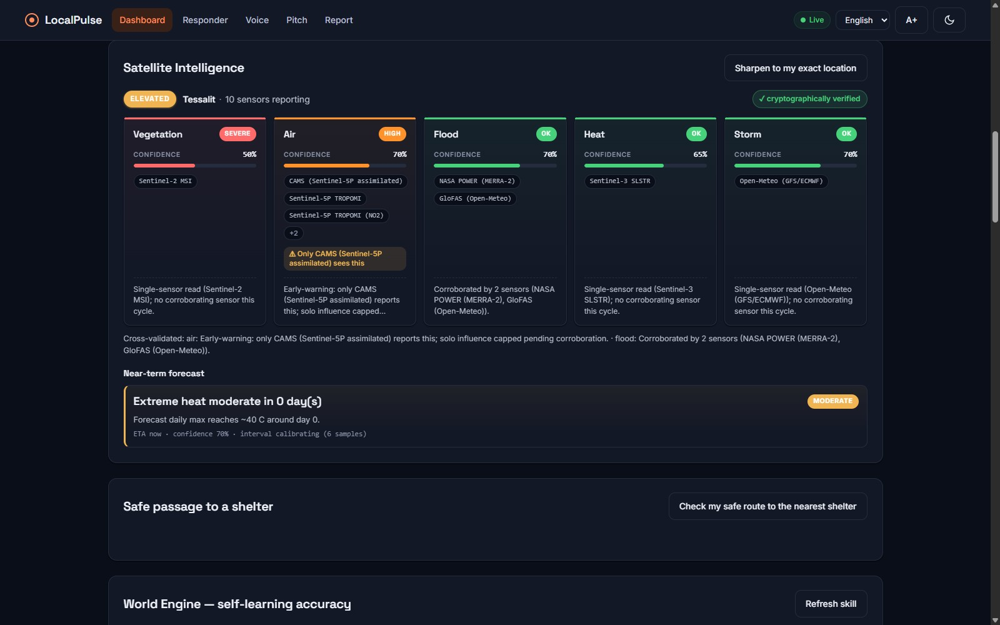 LocalPulse Dashboard Responder Voice Pitch Report Live English A+
Satellite Intelligence
Sharpen to my exact location
ELEVATED Tessalit · 10 sensors reporting
✓ cryptographically verified
Vegetation SEVERE
CONFIDENCE 50%
Sentinel-2 MSI
Single-sensor read (Sentinel-2
MSI); no corroborating sensor this
cycle.
Air HIGH
CONFIDENCE 70%
CAMS (Sentinel-5P assimilated)
Sentinel-5P TROPOMI
Sentinel-5P TROPOMI (NO2)
+2
⚠ Only CAMS (Sentinel-5P
assimilated) sees this
Early-warning: only CAMS
(Sentinel-5P assimilated) reports
this; solo influence capped...
Flood OK
CONFIDENCE 70%
NASA POWER (MERRA-2)
GloFAS (Open-Meteo)
Corroborated by 2 sensors (NASA
POWER (MERRA-2), GloFAS
(Open-Meteo)).
Heat OK
CONFIDENCE 65%
Sentinel-3 SLSTR
Single-sensor read (Sentinel-3
SLSTR); no corroborating sensor
this cycle.
Storm OK
CONFIDENCE 70%
Open-Meteo (GFS/ECMWF)
Single-sensor read (Open-Meteo
(GFS/ECMWF)); no corroborating
sensor this cycle.
Cross-validated: air: Early-warning: only CAMS (Sentinel-5P assimilated) reports this; solo influence capped pending corroboration. · flood: Corroborated by 2 sensors (NASA POWER (MERRA-2),
GloFAS (Open-Meteo)).
Near-term forecast
Extreme heat moderate in 0 day(s)
MODERATE
Forecast daily max reaches ~40 C around day 0.
ETA now · confidence 70% · interval calibrating (6 samples)
Safe passage to a shelter
Check my safe route to the nearest shelter
World Engine — self-learning accuracy
Refresh skill